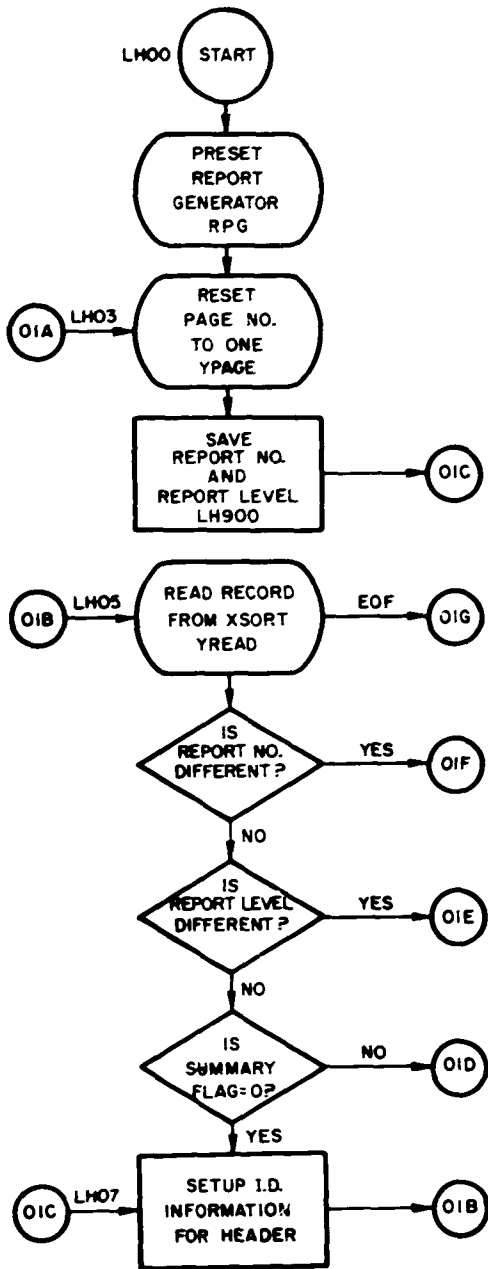 LH00 START
PRESET
REPORT
GENERATOR
RPG
RESET
01A LH03 PAGE NO.
TO ONE
YPAGE
SAVE
REPORT NO.
AND 01C
REPORT LEVEL
LH900
01B LH05 READ RECORD EOF 01G
FROM XSORT
YREAD
IS
REPORT NO. YES 01F
DIFFERENT?
NO
IS
REPORT LEVEL YES 01E
DIFFERENT?
NO
IS
SUMMARY NO 01D
FLAG=0?
YES
SETUP I.D.
01C LH07 INFORMATION 01B
FOR HEADER